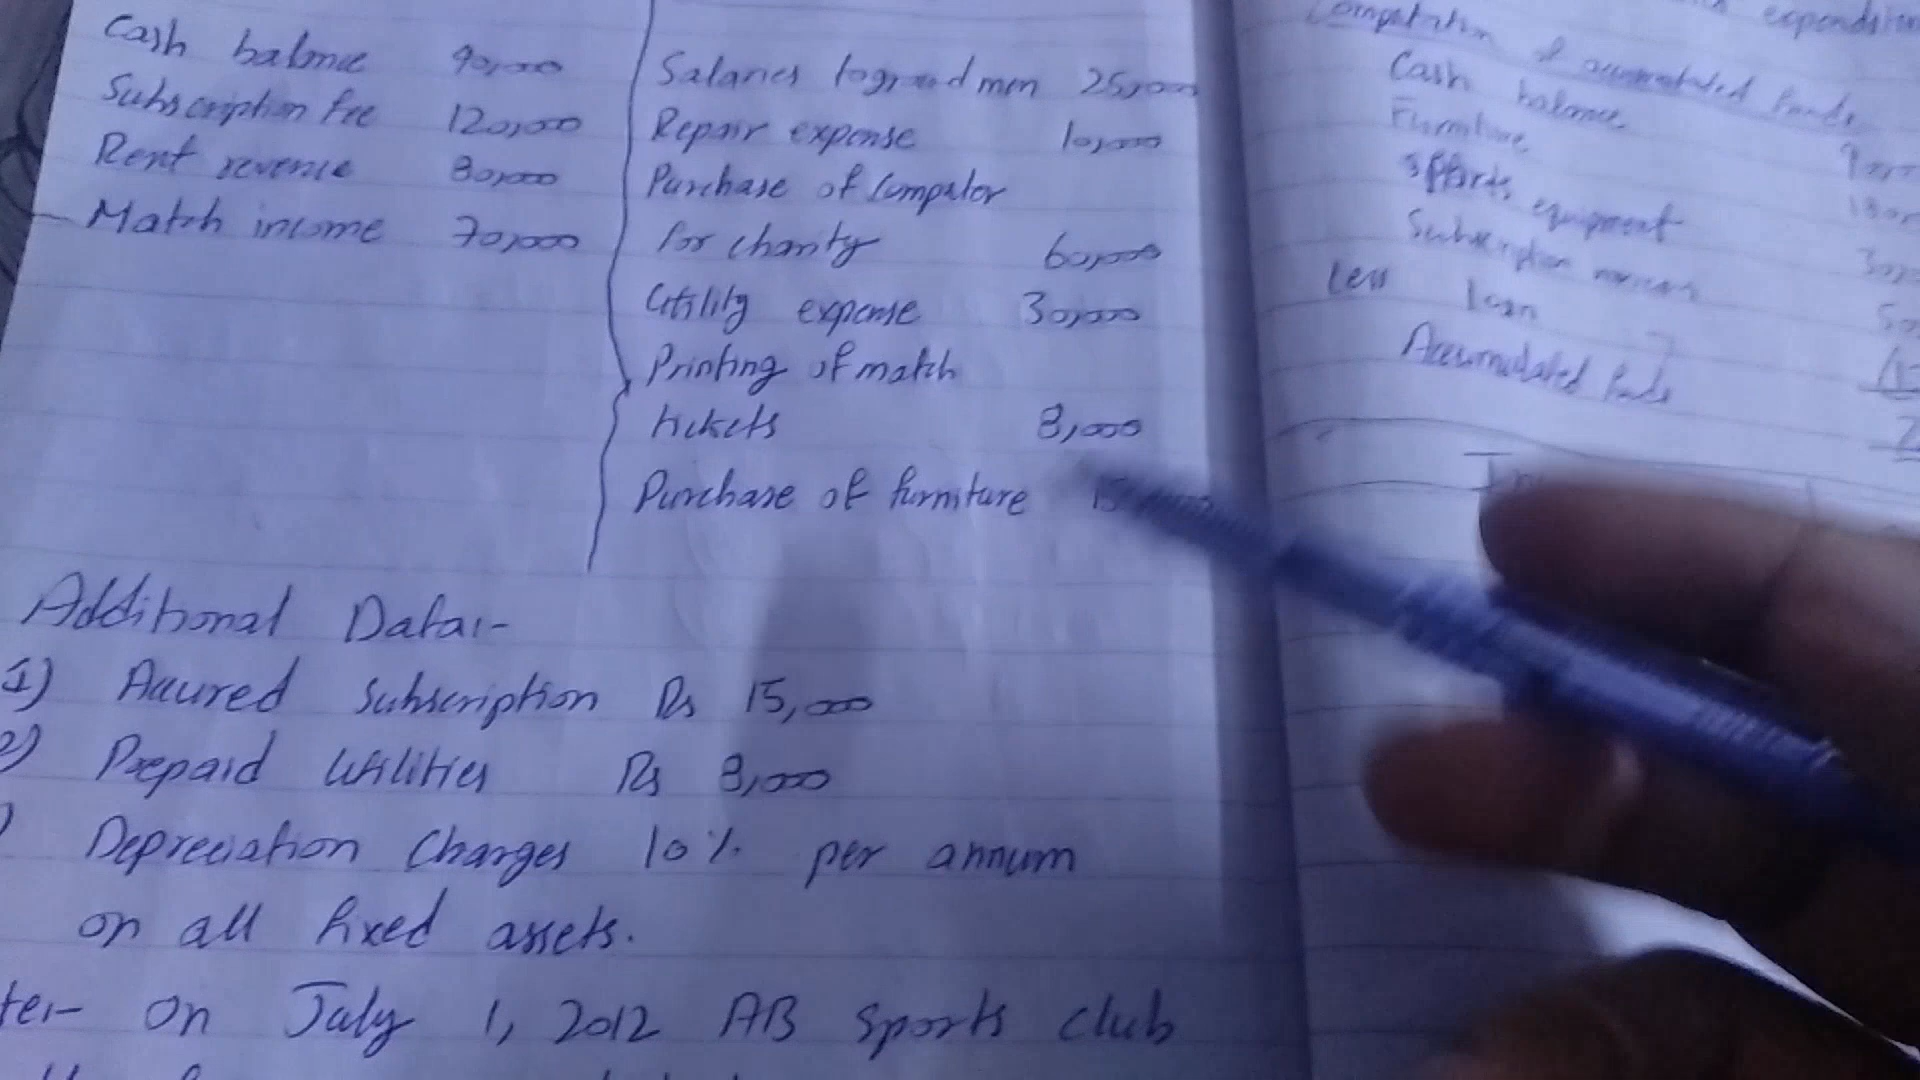 Cash balance 90,000
Subscription fee 120,000
Rent revenue 80,000
Match income 70,000
Salaries to ground men 25,000
Repair expense 10,000
Purchase of computer
for charity 60,000
Utility expense 30,000
Printing of match
tickets 8,000
Purchase of furniture 15
Additional Data:-
1) Accured subscription Rs 15,000
2) Prepaid utilities Rs 8,000
) Depreciation charges 10% per annum
on all fixed assets.
te:- on July 1, 2012 AB sports club
Computation of accumulated funds
Cash balance
Furniture
Sports equipment
Subscription
Less loan
Accumulated funds